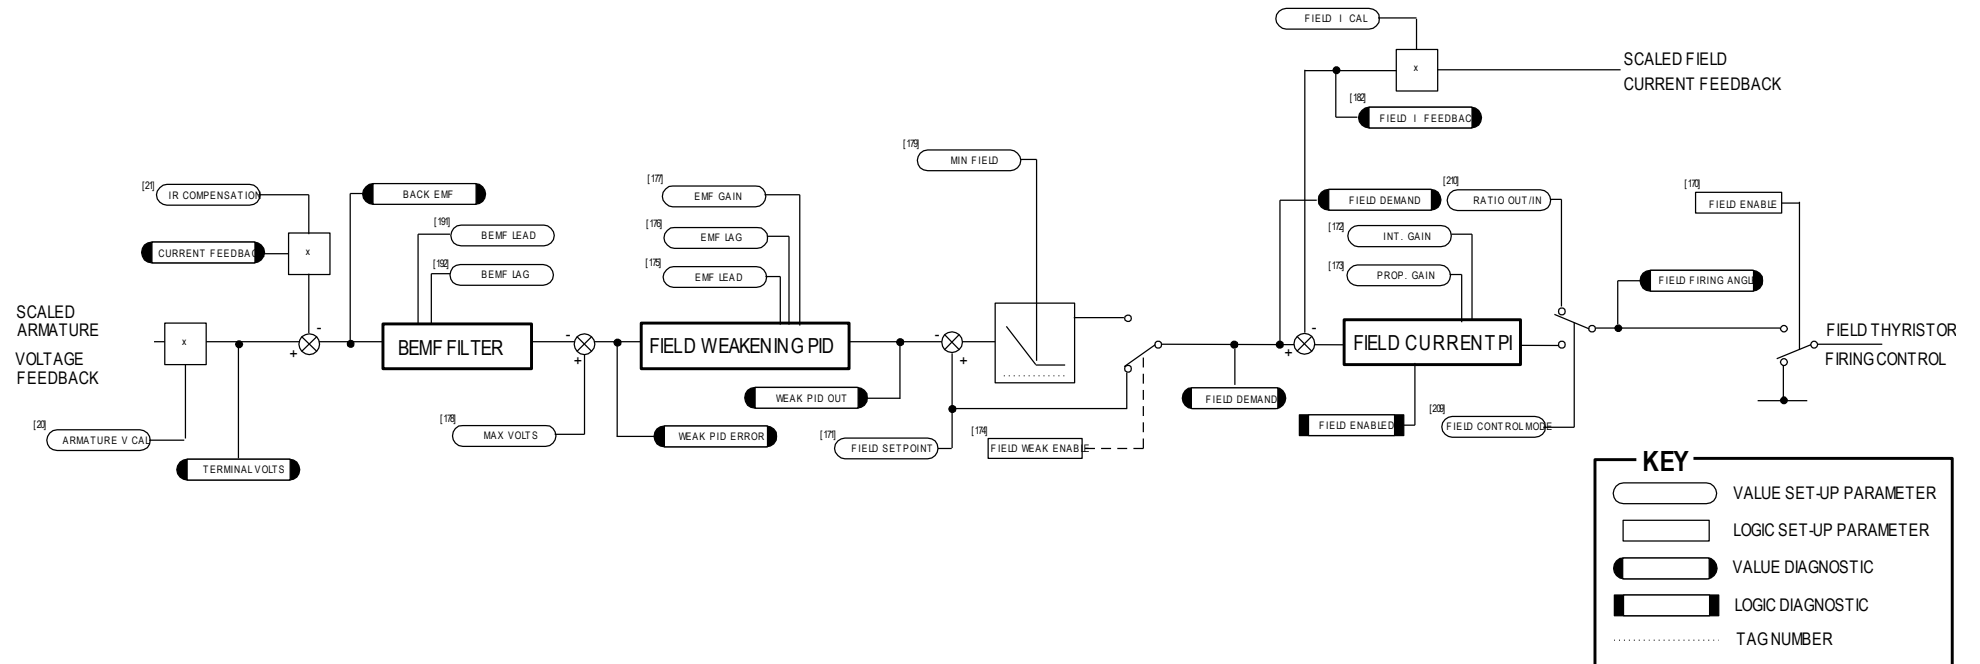 FIELD I CAL
x
SCALED FIELD
CURRENT FEEDBACK
[182]
FIELD I FEEDBAC
[179]
MIN FIELD
[21]
IR COMPENSATION
BACK EMF
[177]
EMF GAIN
FIELD DEMAND
[210]
RATIO OUT/IN
[170]
FIELD ENABLE
[191]
BEMF LEAD
[176]
EMF LAG
[172]
INT. GAIN
CURRENT FEEDBAC
x
[192]
BEMF LAG
[175]
EMF LEAD
[173]
PROP. GAIN
FIELD FIRING ANGL
SCALED
ARMATURE
VOLTAGE
FEEDBACK
x
-
+
BEMF FILTER
-
+
FIELD WEAKENING PID
-
+
-
+
FIELD CURRENT PI
FIELD THYRISTOR
FIRING CONTROL
WEAK PID OUT
FIELD DEMAND
[20]
ARMATURE V CAL
TERMINAL VOLTS
[178]
MAX VOLTS
WEAK PID ERROR
[171]
FIELD SETPOINT
[174]
FIELD WEAK ENABLE
FIELD ENABLED
[209]
FIELD CONTROL MODE
KEY
VALUE SET-UP PARAMETER
LOGIC SET-UP PARAMETER
VALUE DIAGNOSTIC
LOGIC DIAGNOSTIC
TAG NUMBER